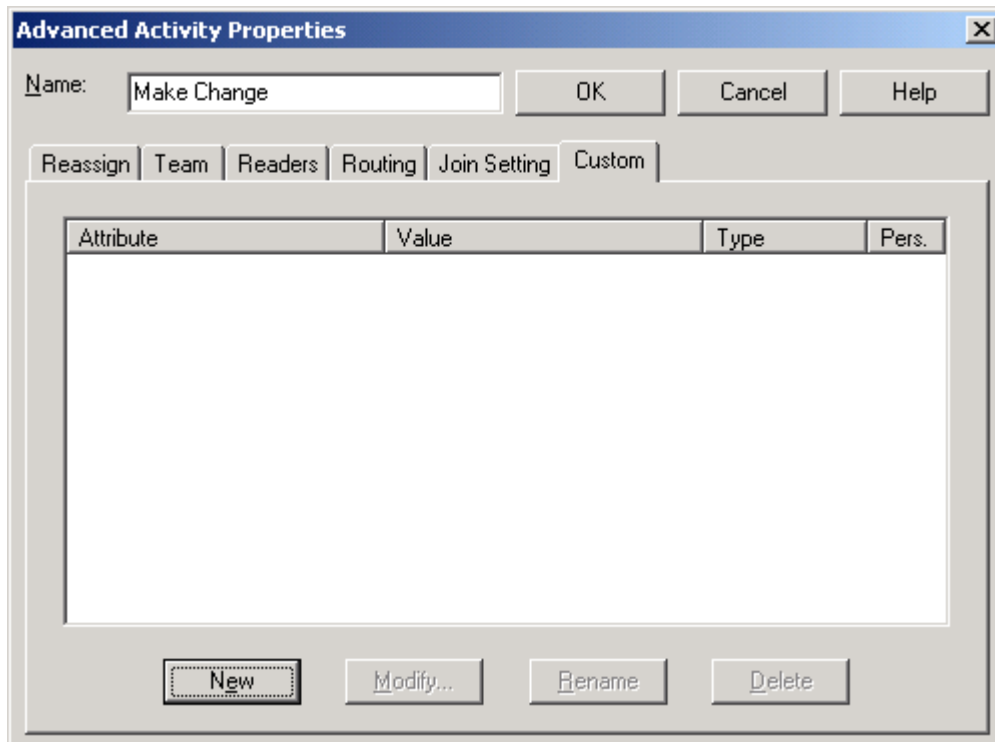 Advanced Activity Properties
Name: Make Change OK Cancel Help
Reassign Team Readers Routing Join Setting Custom
Attribute Value Type Pers.
New Modify... Rename Delete